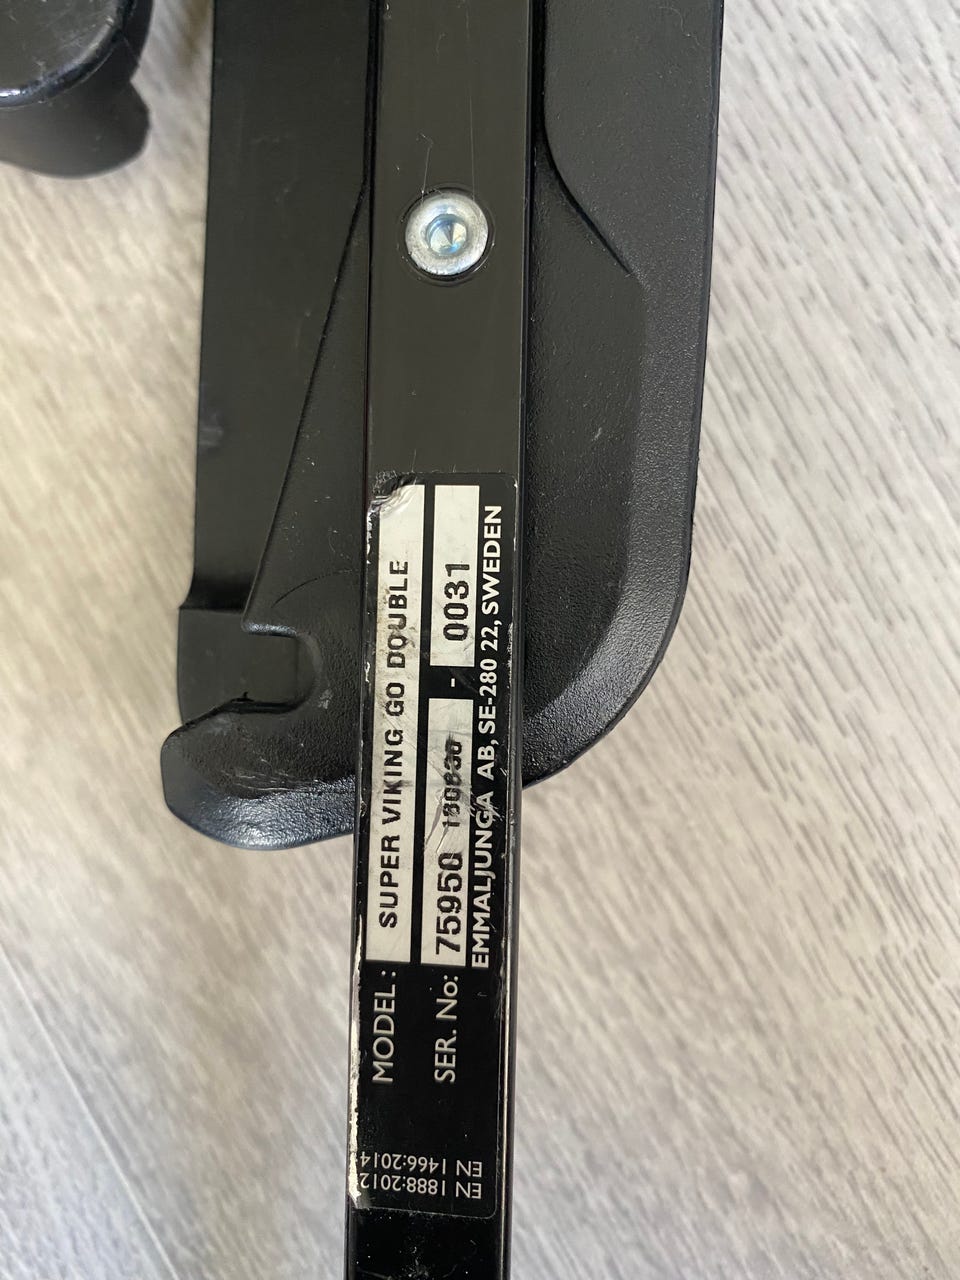 MODEL: SUPER VIKING GO DOUBLE
SER. No: 75950 - 0031
EMMALJUNGA AB, SE-280 22, SWEDEN
EN 1888:2012
EN 1466:2014